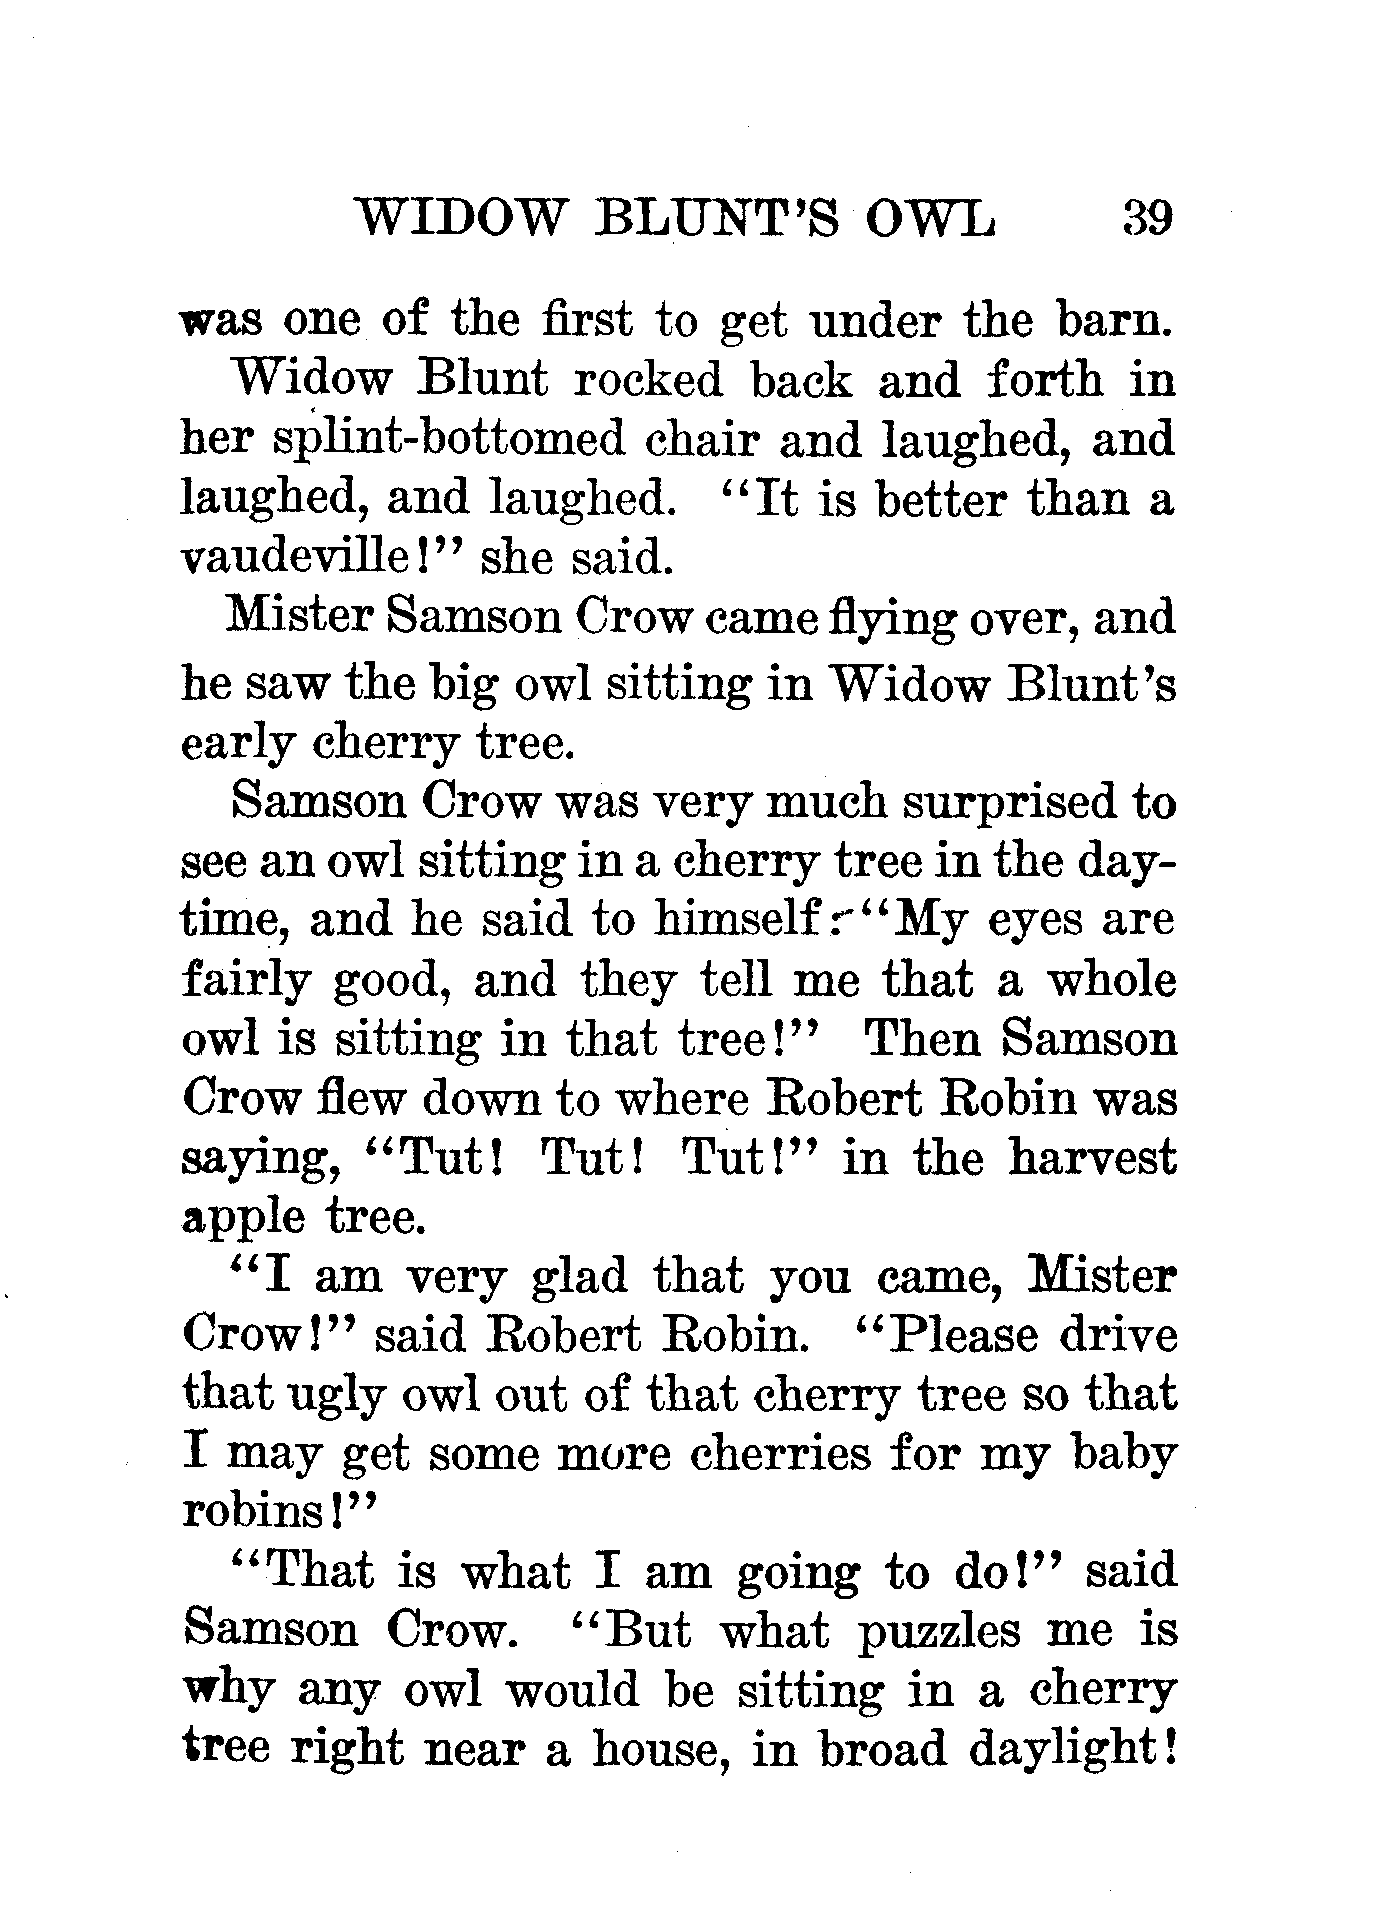 WIDOW BLUNT'S OWL 39
was one of the first to get under the barn.
Widow Blunt rocked back and forth in
her splint-bottomed chair and laughed, and
laughed, and laughed. "It is better than a
vaudeville!" she said.
Mister Samson Crow came flying over, and
he saw the big owl sitting in Widow Blunt's
early cherry tree.
Samson Crow was very much surprised to
see an owl sitting in a cherry tree in the day-
time, and he said to himself: "My eyes are
fairly good, and they tell me that a whole
owl is sitting in that tree!" Then Samson
Crow flew down to where Robert Robin was
saying, "Tut! Tut! Tut!" in the harvest
apple tree.
"I am very glad that you came, Mister
Crow!" said Robert Robin. "Please drive
that ugly owl out of that cherry tree so that
I may get some more cherries for my baby
robins!"
"That is what I am going to do!" said
Samson Crow. "But what puzzles me is
why any owl would be sitting in a cherry
tree right near a house, in broad daylight!